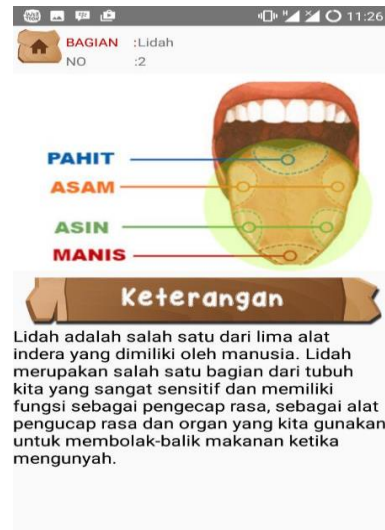 11:26
BAGIAN :Lidah
NO :2
PAHIT
ASAM
ASIN
MANIS
Keterangan
Lidah adalah salah satu dari lima alat
indera yang dimiliki oleh manusia. Lidah
merupakan salah satu bagian dari tubuh
kita yang sangat sensitif dan memiliki
fungsi sebagai pengecap rasa, sebagai alat
pengucap rasa dan organ yang kita gunakan
untuk membolak-balik makanan ketika
mengunyah.